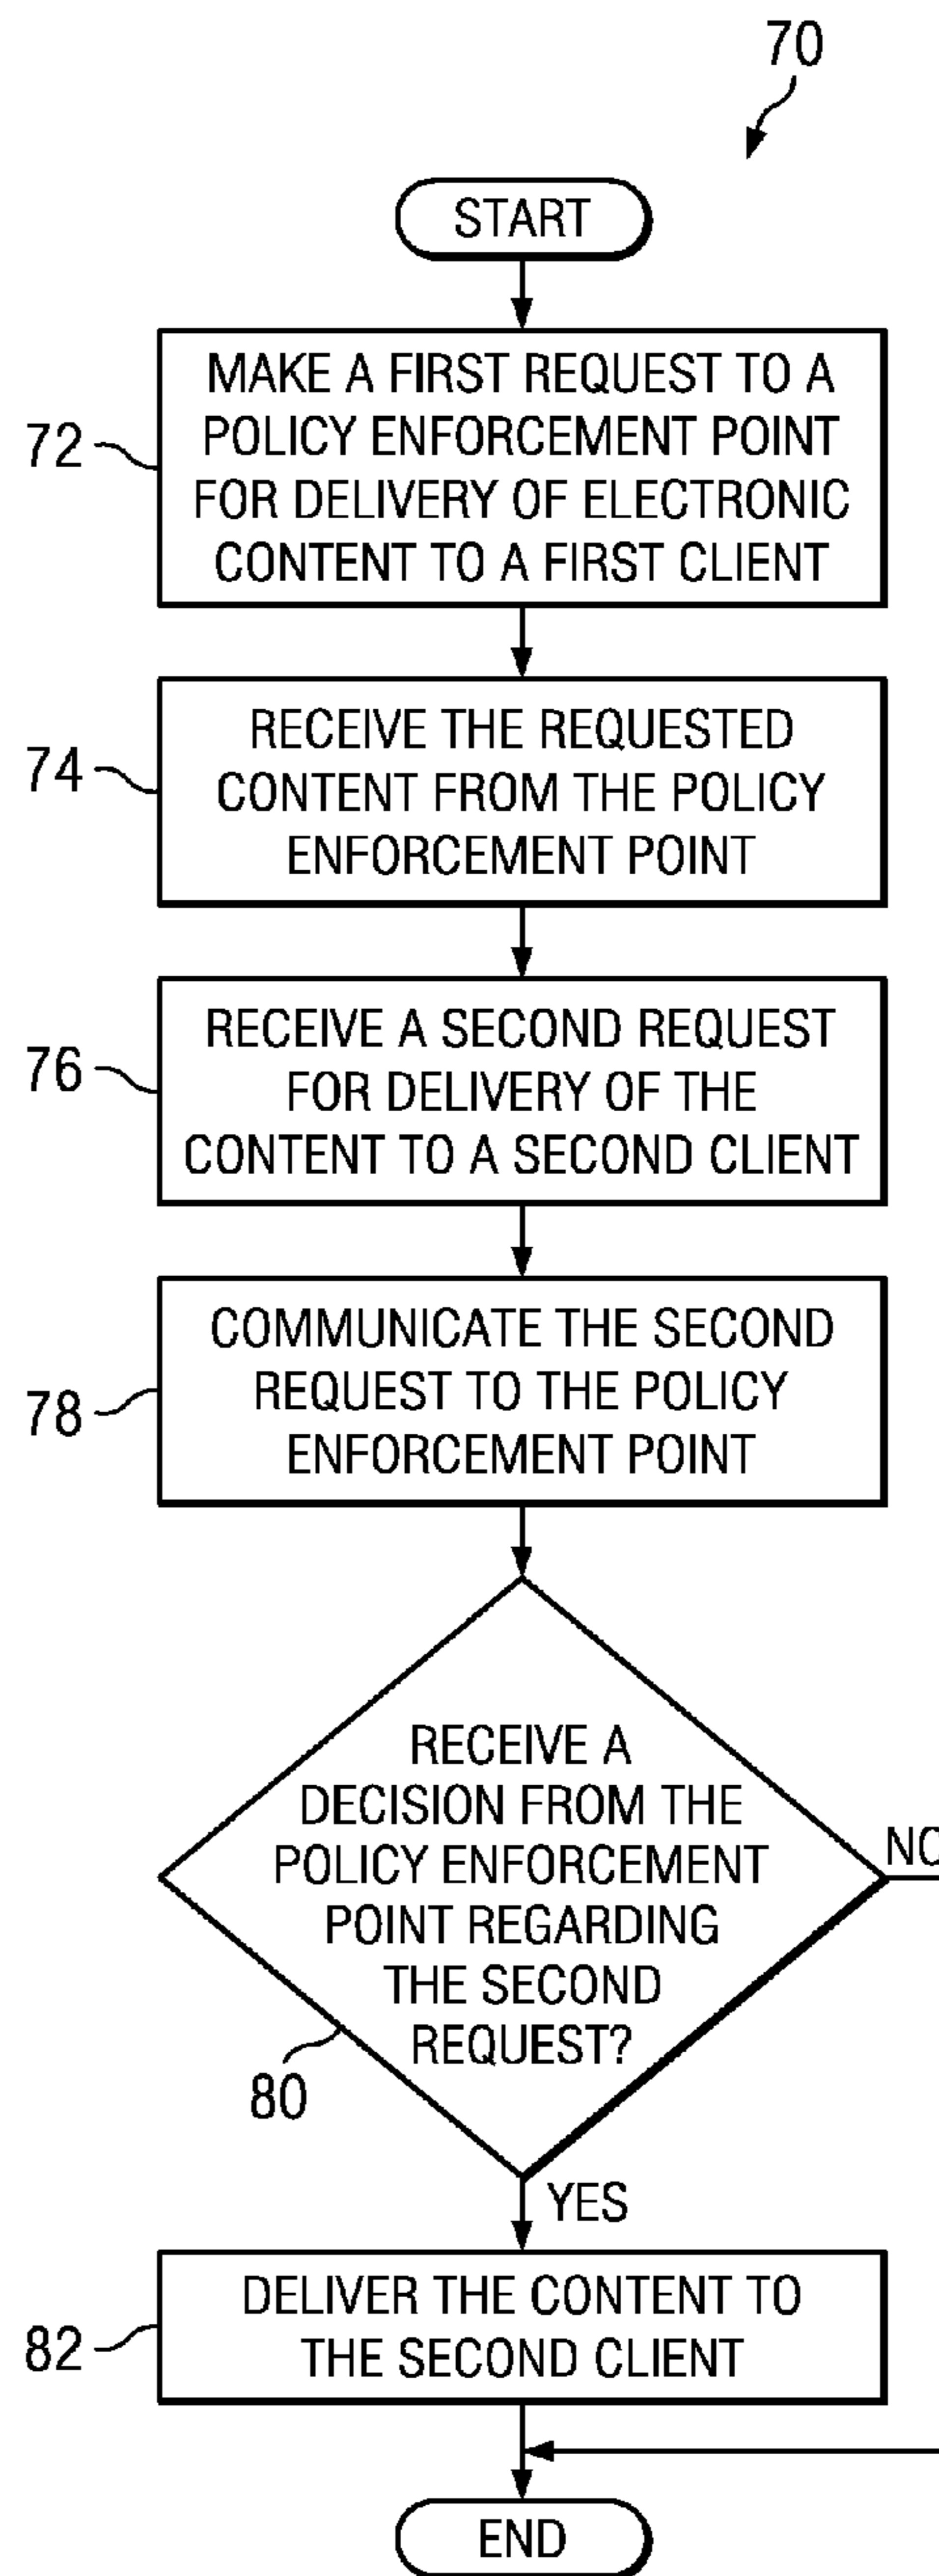 70
START
72
MAKE A FIRST REQUEST TO A
POLICY ENFORCEMENT POINT
FOR DELIVERY OF ELECTRONIC
CONTENT TO A FIRST CLIENT
74
RECEIVE THE REQUESTED
CONTENT FROM THE POLICY
ENFORCEMENT POINT
76
RECEIVE A SECOND REQUEST
FOR DELIVERY OF THE
CONTENT TO A SECOND CLIENT
78
COMMUNICATE THE SECOND
REQUEST TO THE POLICY
ENFORCEMENT POINT
RECEIVE A
DECISION FROM THE
POLICY ENFORCEMENT
POINT REGARDING
THE SECOND
REQUEST?
NO
80
YES
82
DELIVER THE CONTENT TO
THE SECOND CLIENT
END